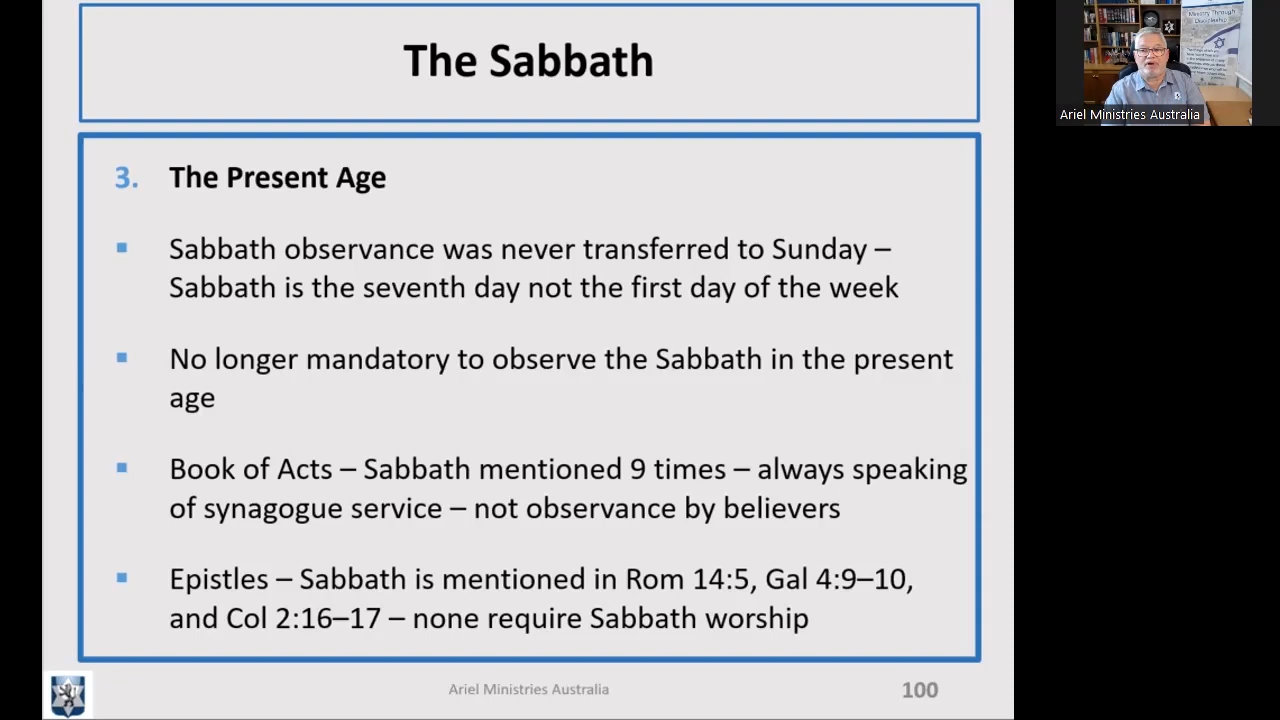 The Sabbath
3. The Present Age
▪ Sabbath observance was never transferred to Sunday –
Sabbath is the seventh day not the first day of the week
▪ No longer mandatory to observe the Sabbath in the present
age
▪ Book of Acts – Sabbath mentioned 9 times – always speaking
of synagogue service – not observance by believers
▪ Epistles – Sabbath is mentioned in Rom 14:5, Gal 4:9–10,
and Col 2:16–17 – none require Sabbath worship
Ariel Ministries Australia
100
Ministry Through
Discipleship
Ariel Ministries Australia